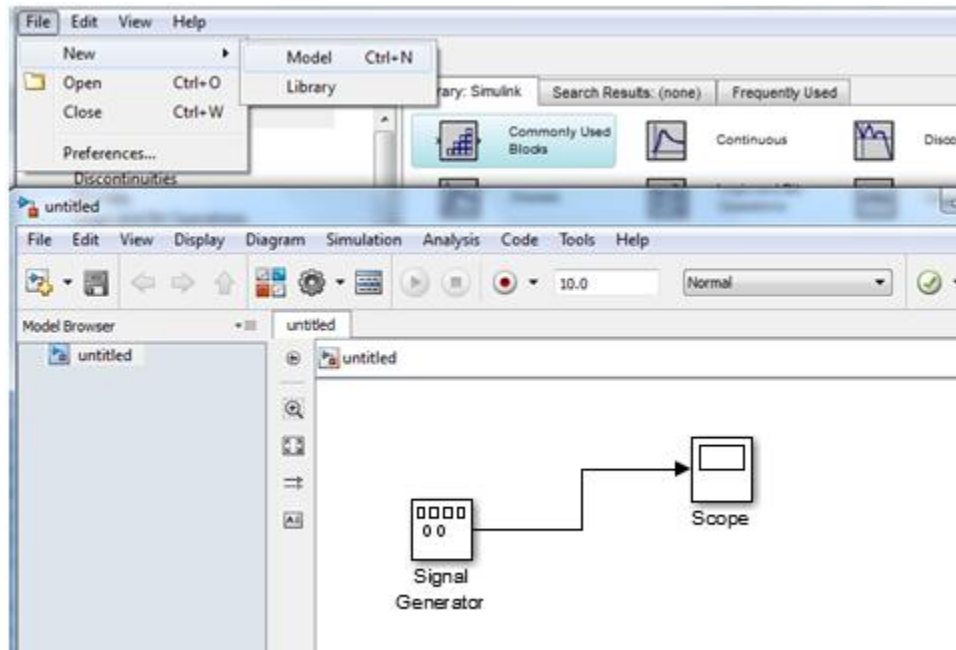 File Edit View Help
New
Model Ctrl+N
Open Ctrl+O
Library
Close Ctrl+W
Preferences...
rary: Simulink Search Results: (none) Frequently Used
Commonly Used
Blocks
Continuous
Disco
Discontinuities
untitled
File Edit View Display Diagram Simulation Analysis Code Tools Help
10.0 Normal
Model Browser
untitled
untitled
untitled
Scope
Signal
Generator